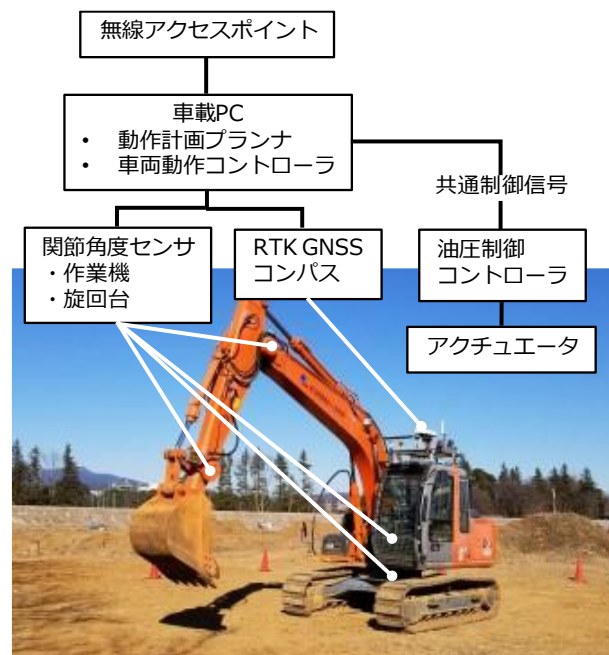 無線アクセスポイント
車載PC
• 動作計画プランナ
• 車両動作コントローラ
共通制御信号
関節角度センサ
・作業機
・旋回台
RTK GNSS
コンパス
油圧制御
コントローラ
アクチュエータ